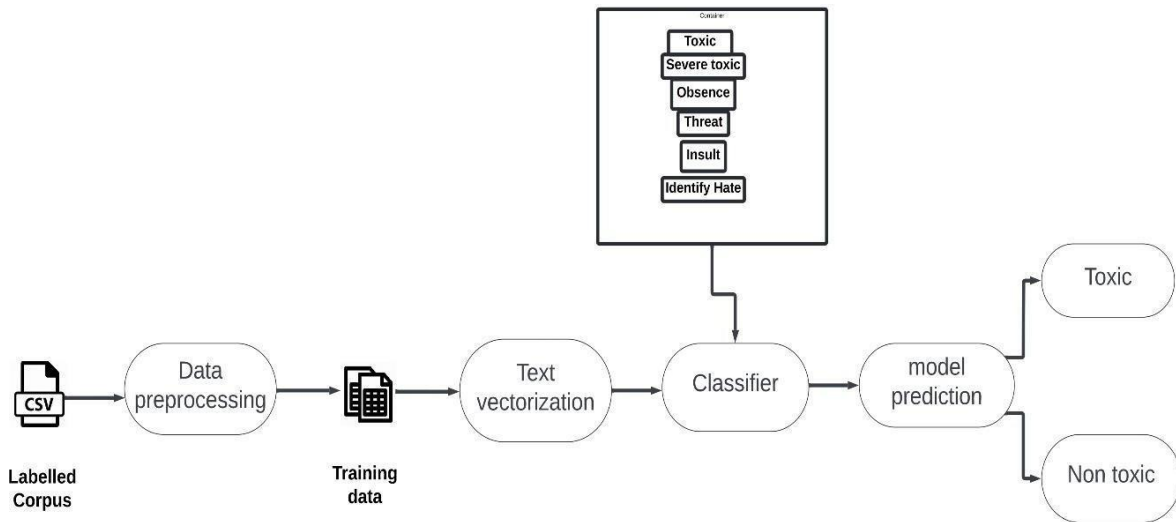 Container
Toxic
Severe toxic
Obsence
Threat
Insult
Identify Hate
CSV
Labelled
Corpus
Data
preprocessing
Training
data
Text
vectorization
Classifier
model
prediction
Toxic
Non toxic